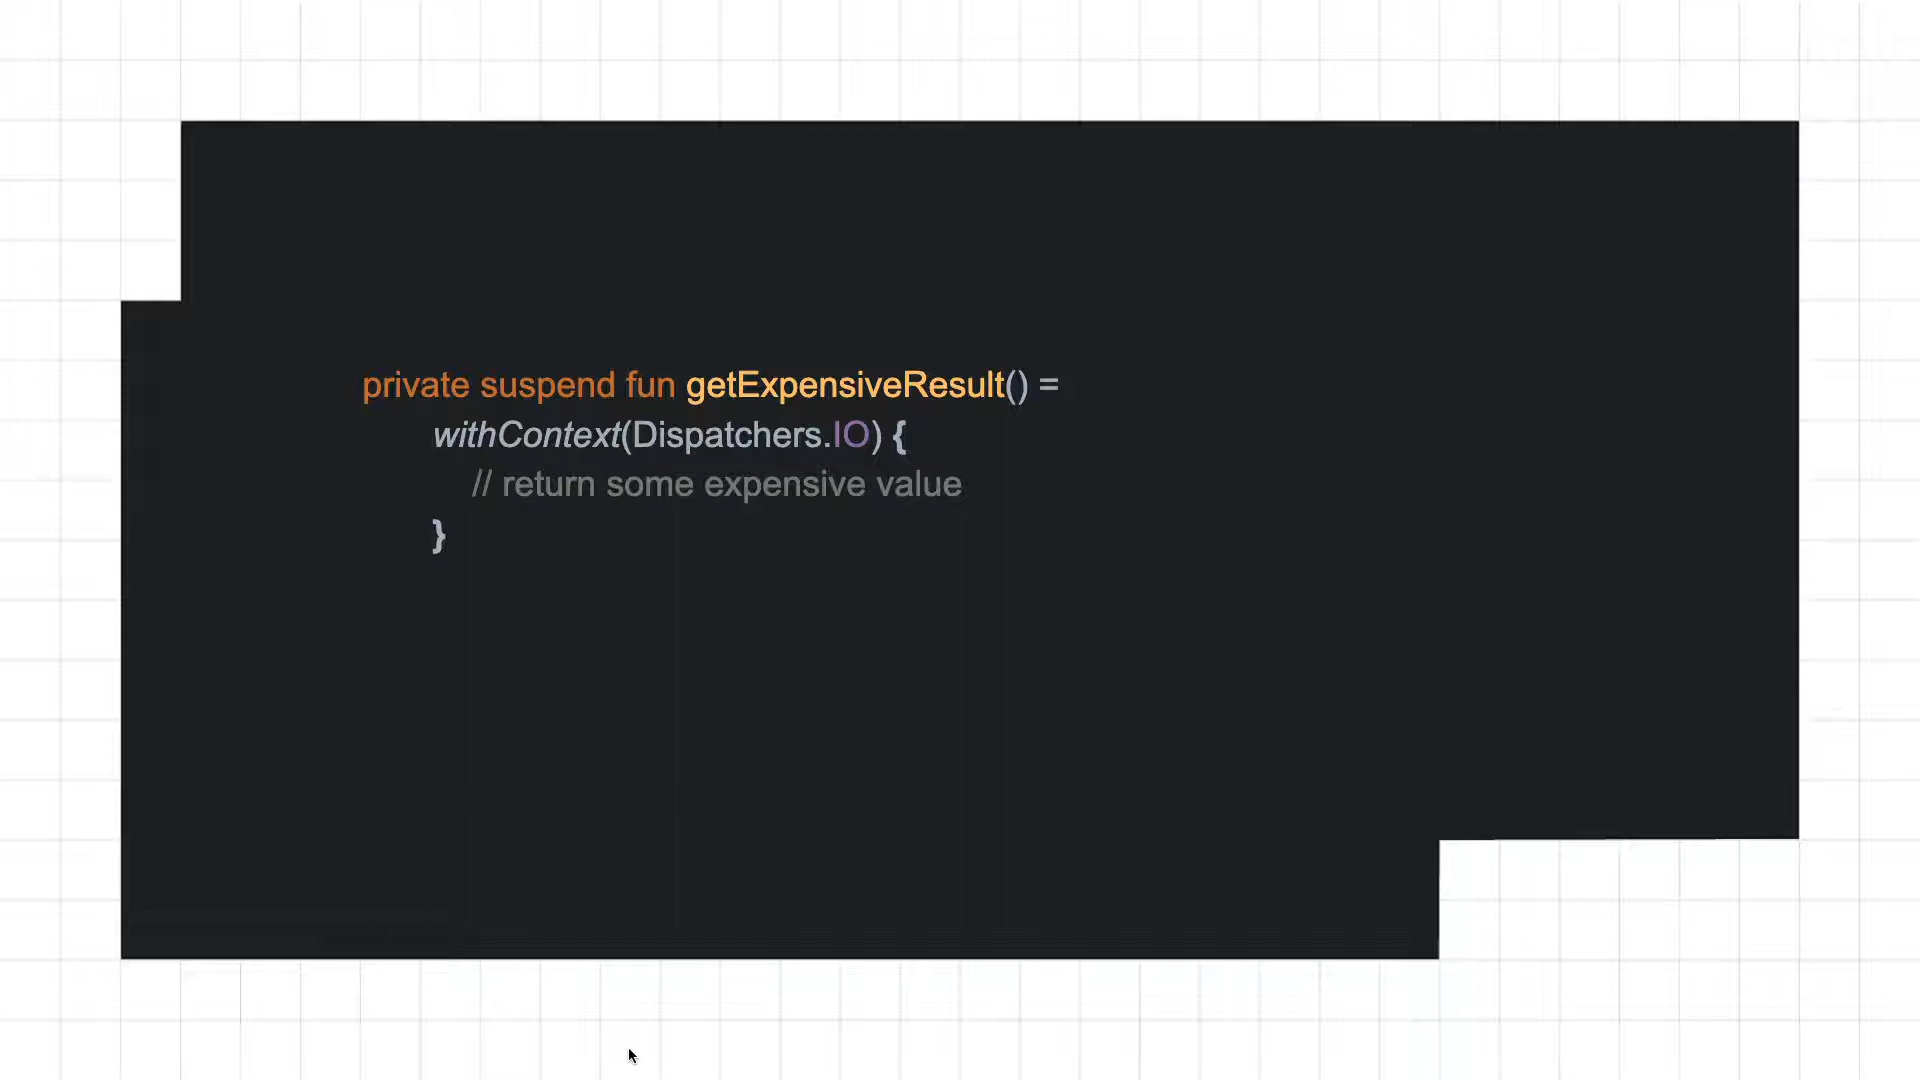 private suspend fun getExpensiveResult() =
withContext(Dispatchers.IO) {
// return some expensive value
}